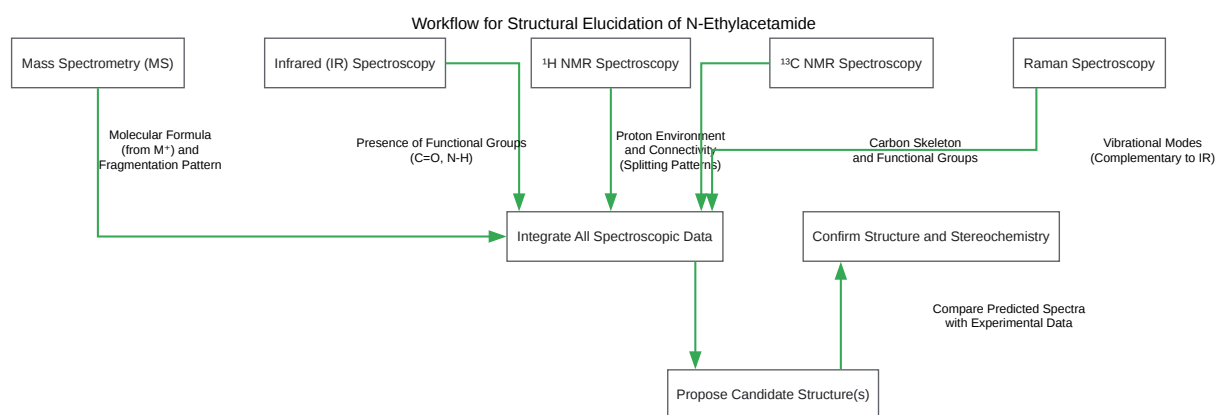 Workflow for Structural Elucidation of N-Ethylacetamide
Mass Spectrometry (MS)
Infrared (IR) Spectroscopy
¹H NMR Spectroscopy
¹³C NMR Spectroscopy
Raman Spectroscopy
Molecular Formula
(from M⁺) and
Fragmentation Pattern
Presence of Functional Groups
(C=O, N-H)
Proton Environment
and Connectivity
(Splitting Patterns)
Carbon Skeleton
and Functional Groups
Vibrational Modes
(Complementary to IR)
Integrate All Spectroscopic Data
Confirm Structure and Stereochemistry
Compare Predicted Spectra
with Experimental Data
Propose Candidate Structure(s)